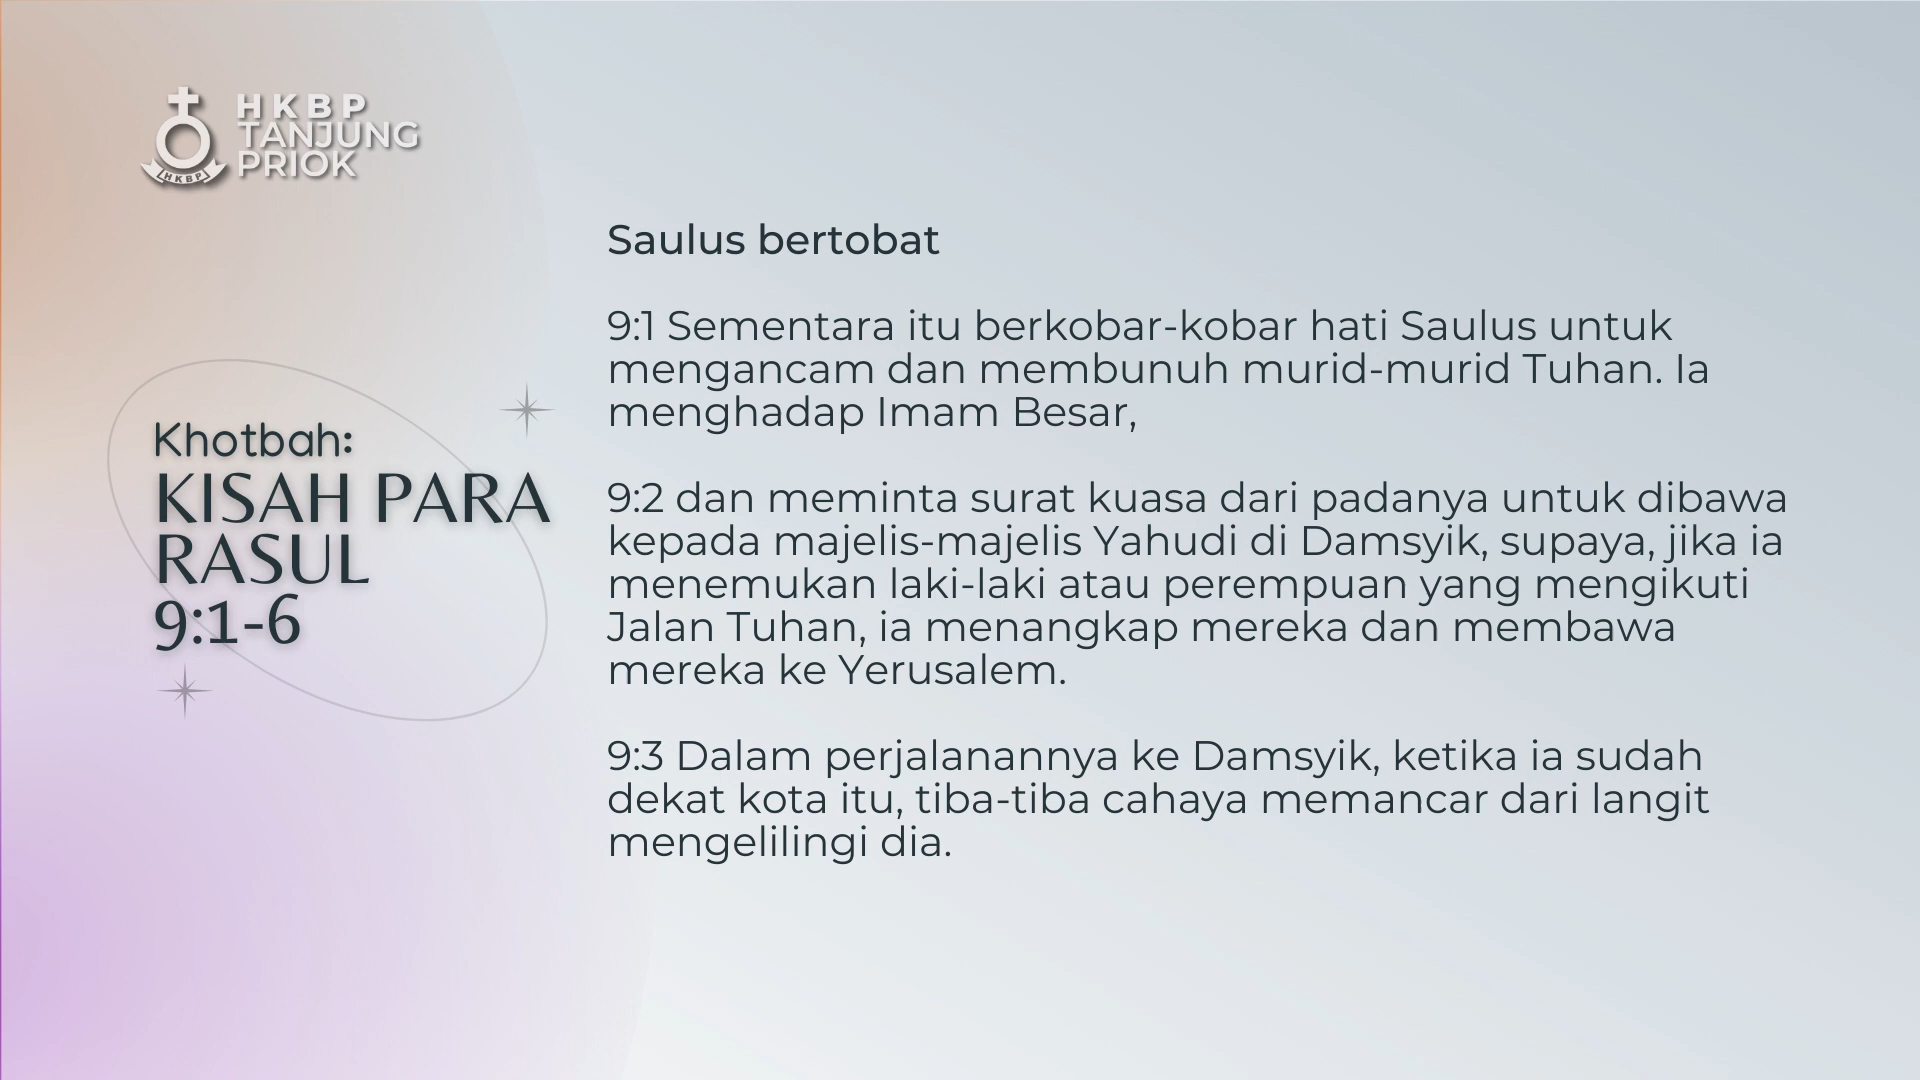 HKBP
TANJUNG
PRIOK
HKBP
Khotbah:
KISAH PARA
RASUL
9:1-6
Saulus bertobat
9:1 Sementara itu berkobar-kobar hati Saulus untuk
mengancam dan membunuh murid-murid Tuhan. Ia
menghadap Imam Besar,
9:2 dan meminta surat kuasa dari padanya untuk dibawa
kepada majelis-majelis Yahudi di Damsyik, supaya, jika ia
menemukan laki-laki atau perempuan yang mengikuti
Jalan Tuhan, ia menangkap mereka dan membawa
mereka ke Yerusalem.
9:3 Dalam perjalanannya ke Damsyik, ketika ia sudah
dekat kota itu, tiba-tiba cahaya memancar dari langit
mengelilingi dia.